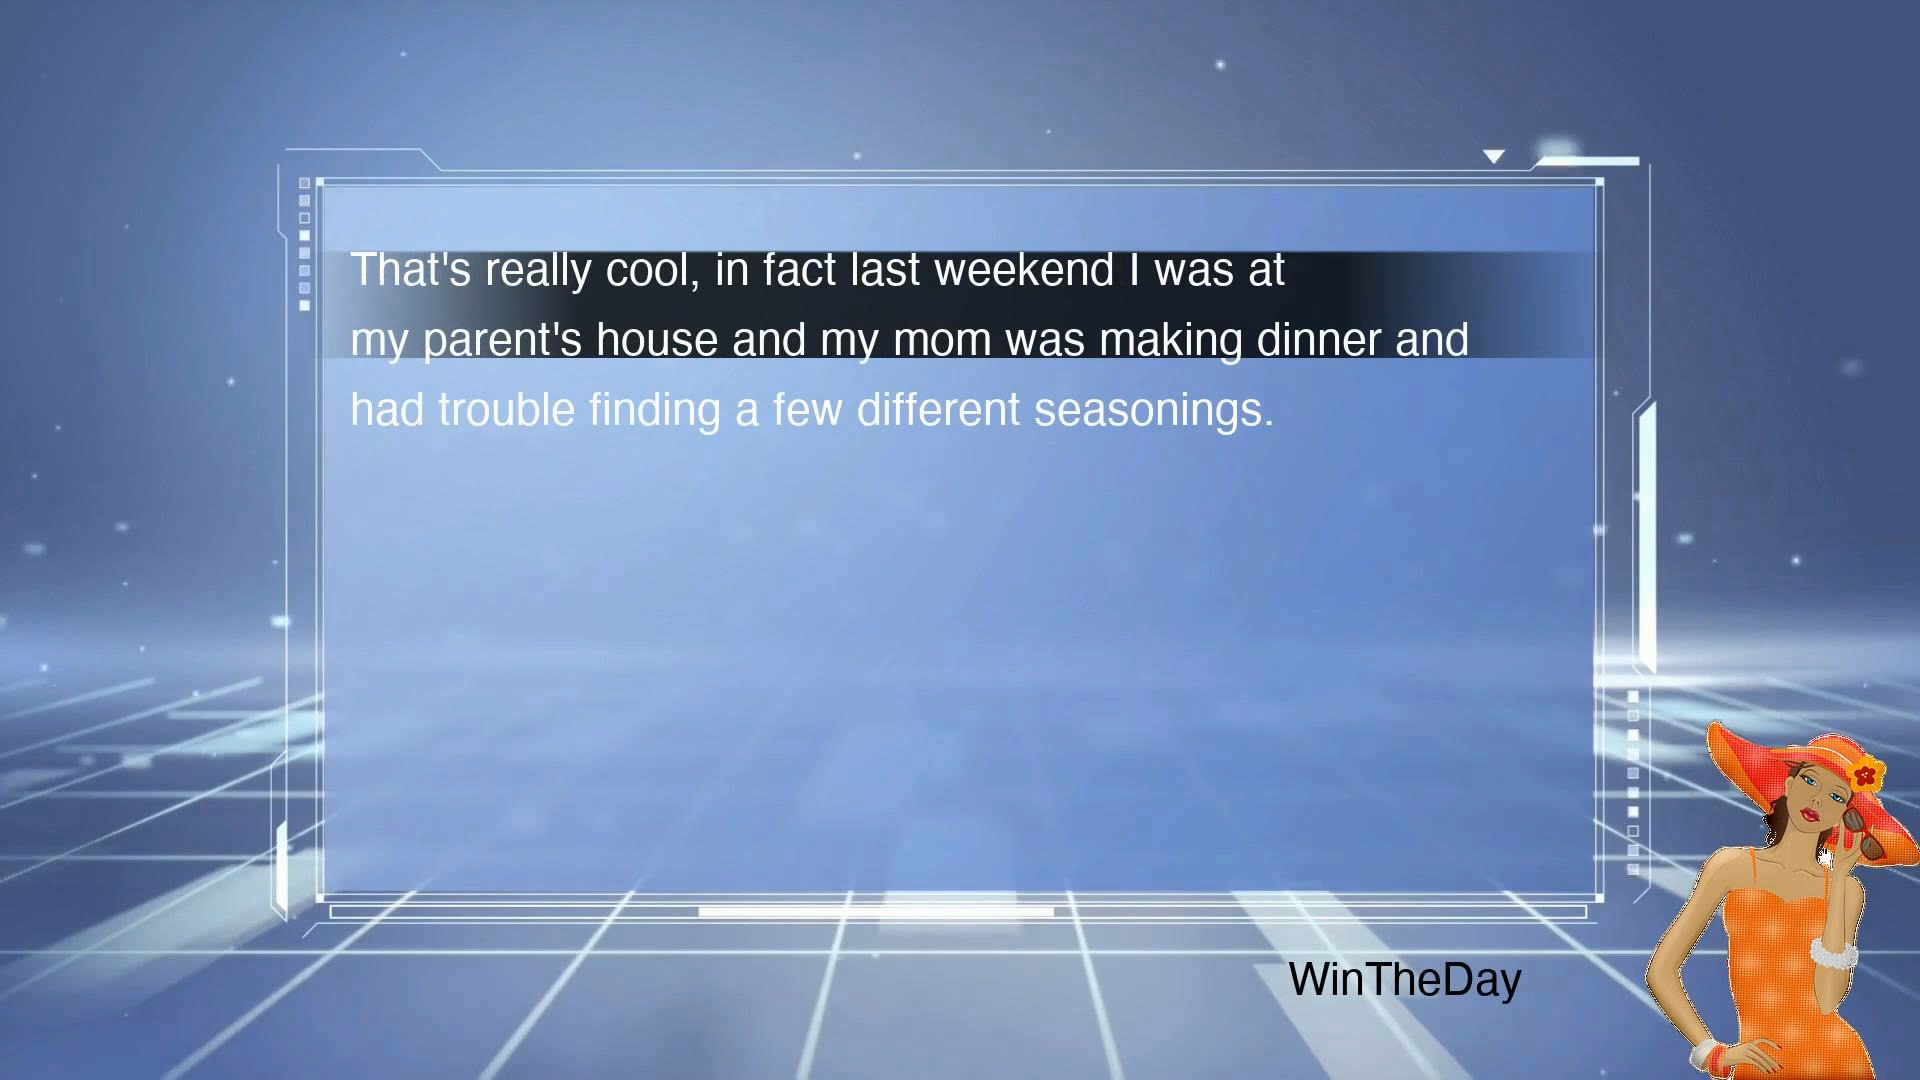 That's really cool, in fact last weekend I was at
my parent's house and my mom was making dinner and
had trouble finding a few different seasonings.
WinTheDay